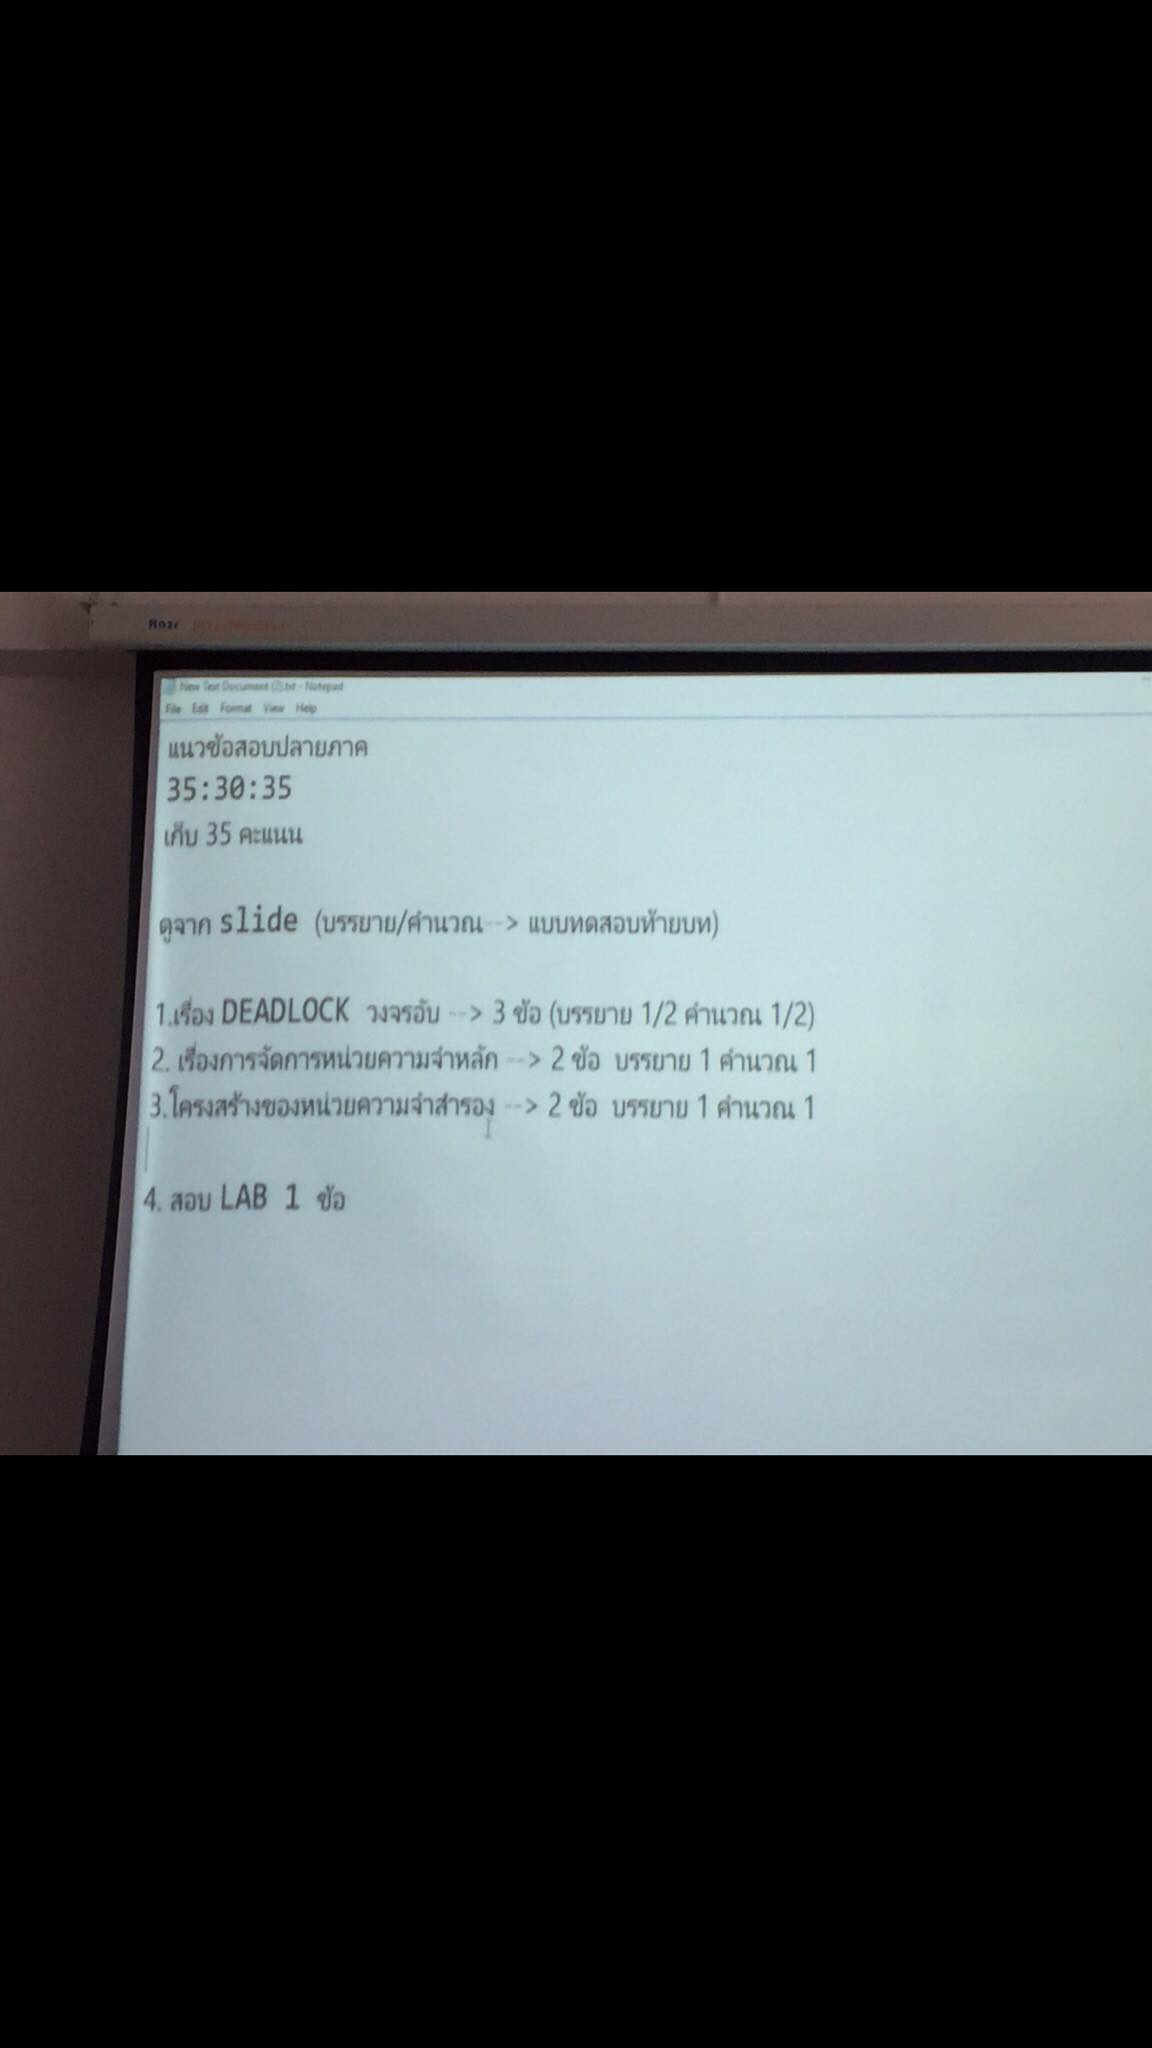 New Text Document (2).txt - Notepad
File Edit Format View Help
แนวข้อสอบปลายภาค
35:30:35
เก็บ 35 คะแนน
ดูจาก slide (บรรยาย/คำนวณ--> แบบทดสอบท้ายบท)
1.เรื่อง DEADLOCK วงจรอับ --> 3 ข้อ (บรรยาย 1/2 คำนวณ 1/2)
2. เรื่องการจัดการหน่วยความจำหลัก --> 2 ข้อ บรรยาย 1 คำนวณ 1
3.โครงสร้างของหน่วยความจำสำรอง --> 2 ข้อ บรรยาย 1 คำนวณ 1
4. สอบ LAB 1 ข้อ